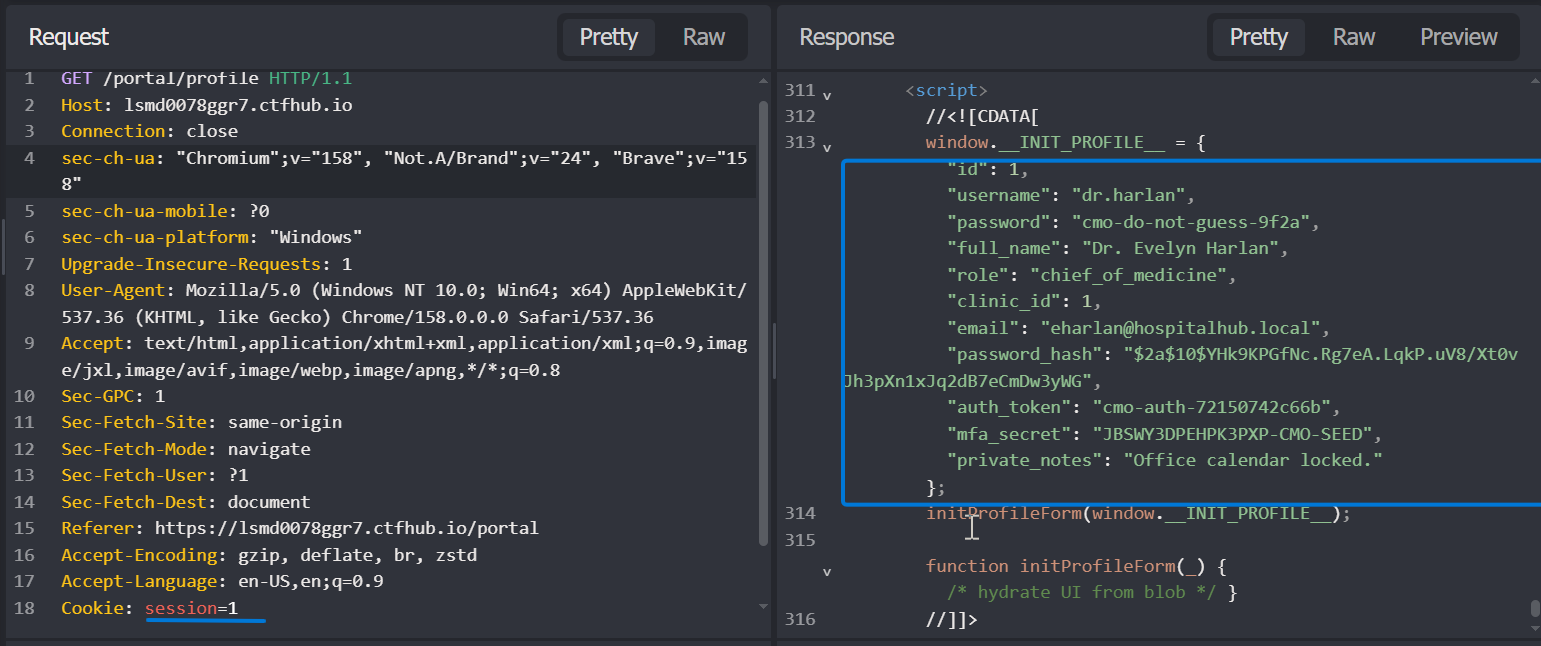 Request
Pretty
Raw
1 GET /portal/profile HTTP/1.1
2 Host: lsmd0078ggr7.ctfhub.io
3 Connection: close
4 sec-ch-ua: "Chromium";v="158", "Not.A/Brand";v="24", "Brave";v="15
8"
5 sec-ch-ua-mobile: ?0
6 sec-ch-ua-platform: "Windows"
7 Upgrade-Insecure-Requests: 1
8 User-Agent: Mozilla/5.0 (Windows NT 10.0; Win64; x64) AppleWebKit/
537.36 (KHTML, like Gecko) Chrome/158.0.0.0 Safari/537.36
9 Accept: text/html,application/xhtml+xml,application/xml;q=0.9,imag
e/jxl,image/avif,image/webp,image/apng,*/*;q=0.8
10 Sec-GPC: 1
11 Sec-Fetch-Site: same-origin
12 Sec-Fetch-Mode: navigate
13 Sec-Fetch-User: ?1
14 Sec-Fetch-Dest: document
15 Referer: https://lsmd0078ggr7.ctfhub.io/portal
16 Accept-Encoding: gzip, deflate, br, zstd
17 Accept-Language: en-US,en;q=0.9
18 Cookie: session=1
Response
Pretty
Raw
Preview
311 <script>
312 //<![CDATA[
313 window.__INIT_PROFILE__ = {
"id": 1,
"username": "dr.harlan",
"password": "cmo-do-not-guess-9f2a",
"full_name": "Dr. Evelyn Harlan",
"role": "chief_of_medicine",
"clinic_id": 1,
"email": "eharlan@hospitalhub.local",
"password_hash": "$2a$10$YHk9KPGfNc.Rg7eA.LqkP.uV8/Xt0v
Jh3pXn1xJq2dB7eCmDw3yWG",
"auth_token": "cmo-auth-72150742c66b",
"mfa_secret": "JBSWY3DPEHPK3PXP-CMO-SEED",
"private_notes": "Office calendar locked."
};
314 initProfileForm(window.__INIT_PROFILE__);
315
function initProfileForm(_) {
/* hydrate UI from blob */ }
316 //]]>